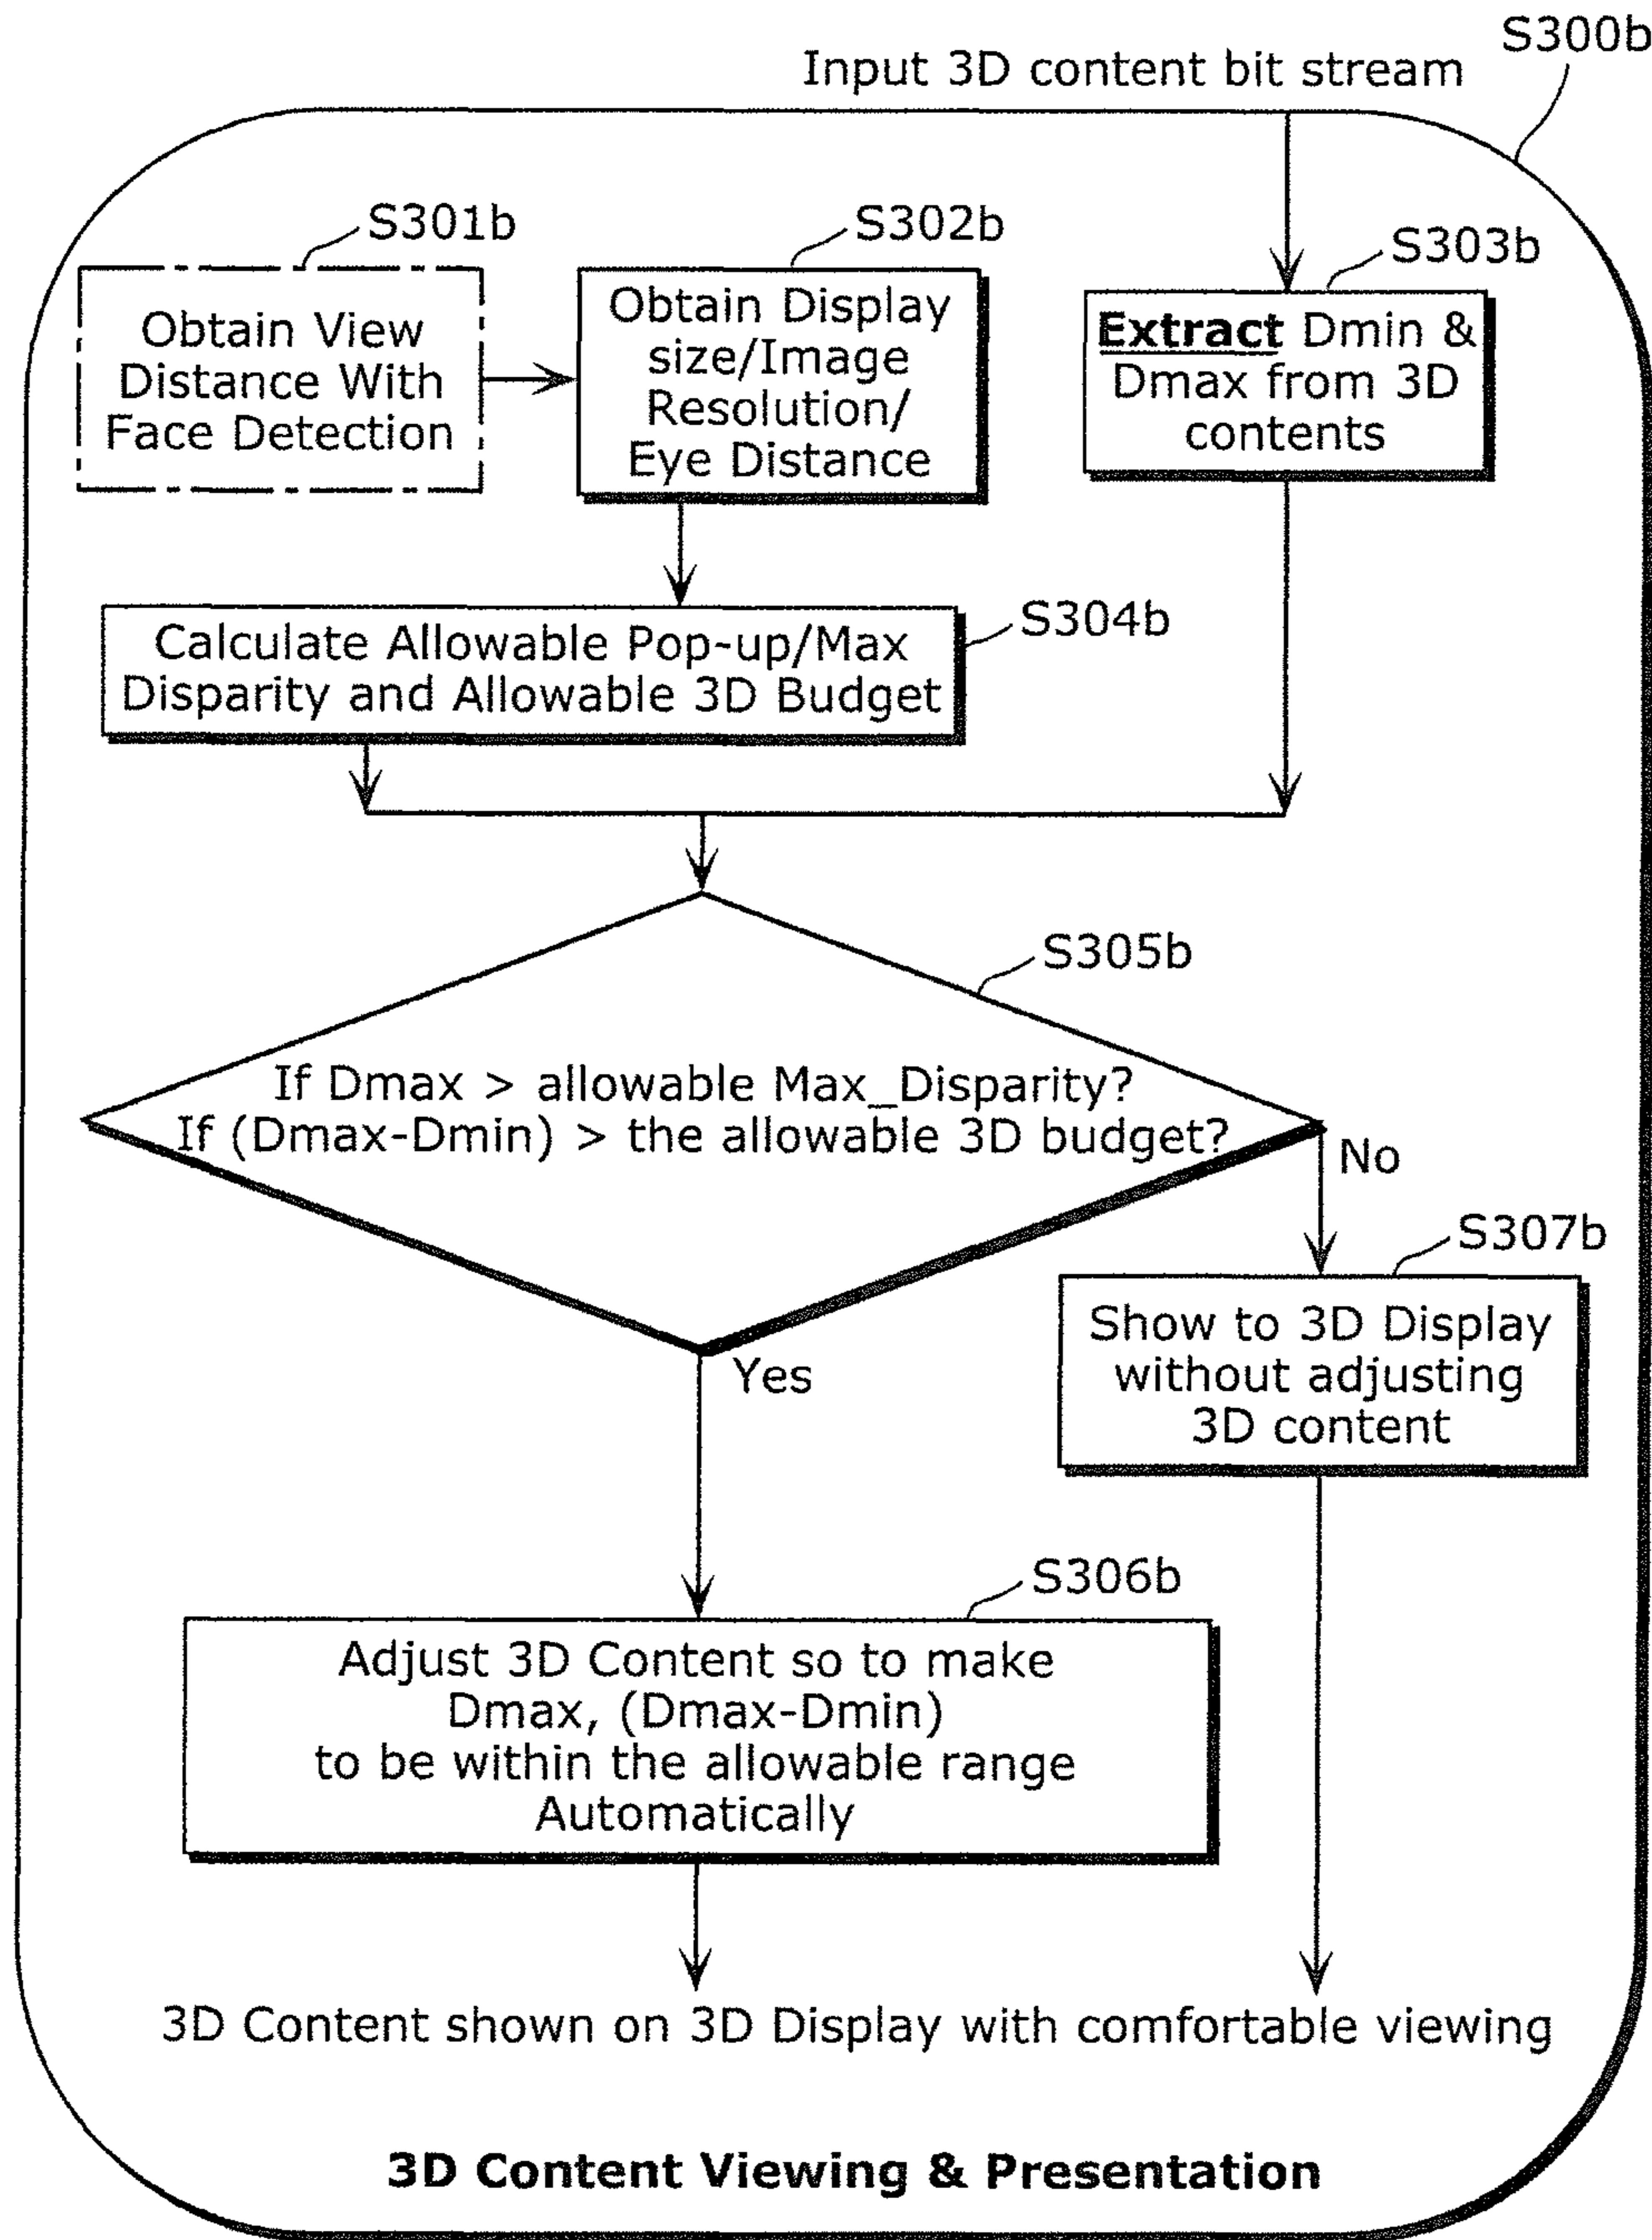 S300b
Input 3D content bit stream
S301b
Obtain View
Distance With
Face Detection
S302b
Obtain Display
size/Image
Resolution/
Eye Distance
S303b
Extract Dmin &
Dmax from 3D
contents
S304b
Calculate Allowable Pop-up/Max
Disparity and Allowable 3D Budget
S305b
If Dmax > allowable Max_Disparity?
If (Dmax-Dmin) > the allowable 3D budget?
No
Yes
S307b
Show to 3D Display
without adjusting
3D content
S306b
Adjust 3D Content so to make
Dmax, (Dmax-Dmin)
to be within the allowable range
Automatically
3D Content shown on 3D Display with comfortable viewing
3D Content Viewing & Presentation